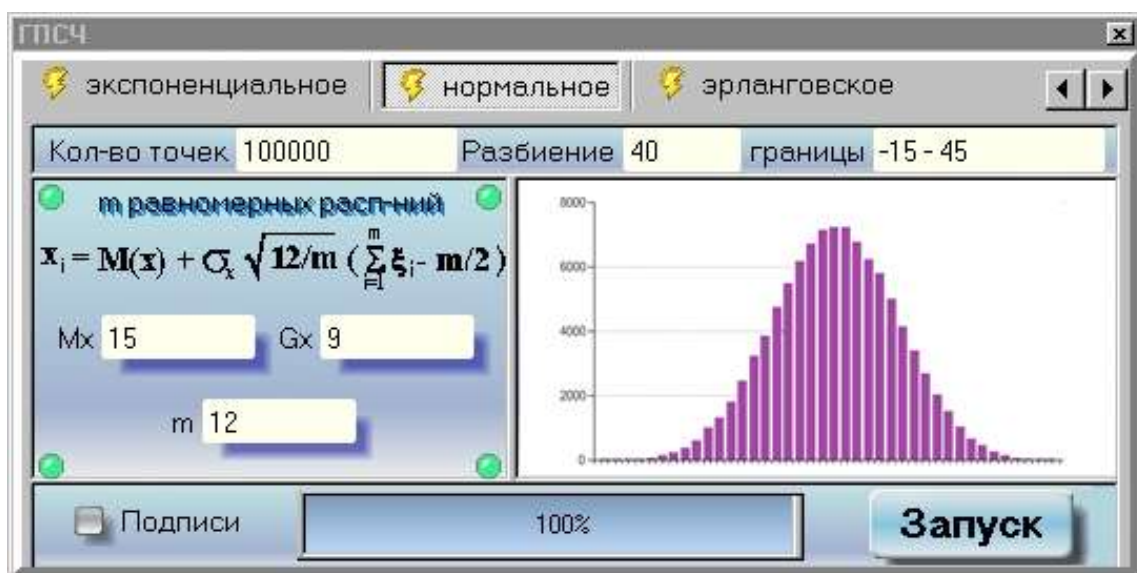 ГПСЧ
экспоненциальное нормальное эрланговское
Кол-во точек 100000 Разбиение 40 границы -15 - 45
m равномерных расп-ний
xᵢ = M(x) + σₓ √12/m ( ∑ᵢ₌₁ᵐ ξᵢ - m/2 )
Mx 15 Gx 9
m 12
8000
6000
4000
2000
0
Подписи 100% Запуск